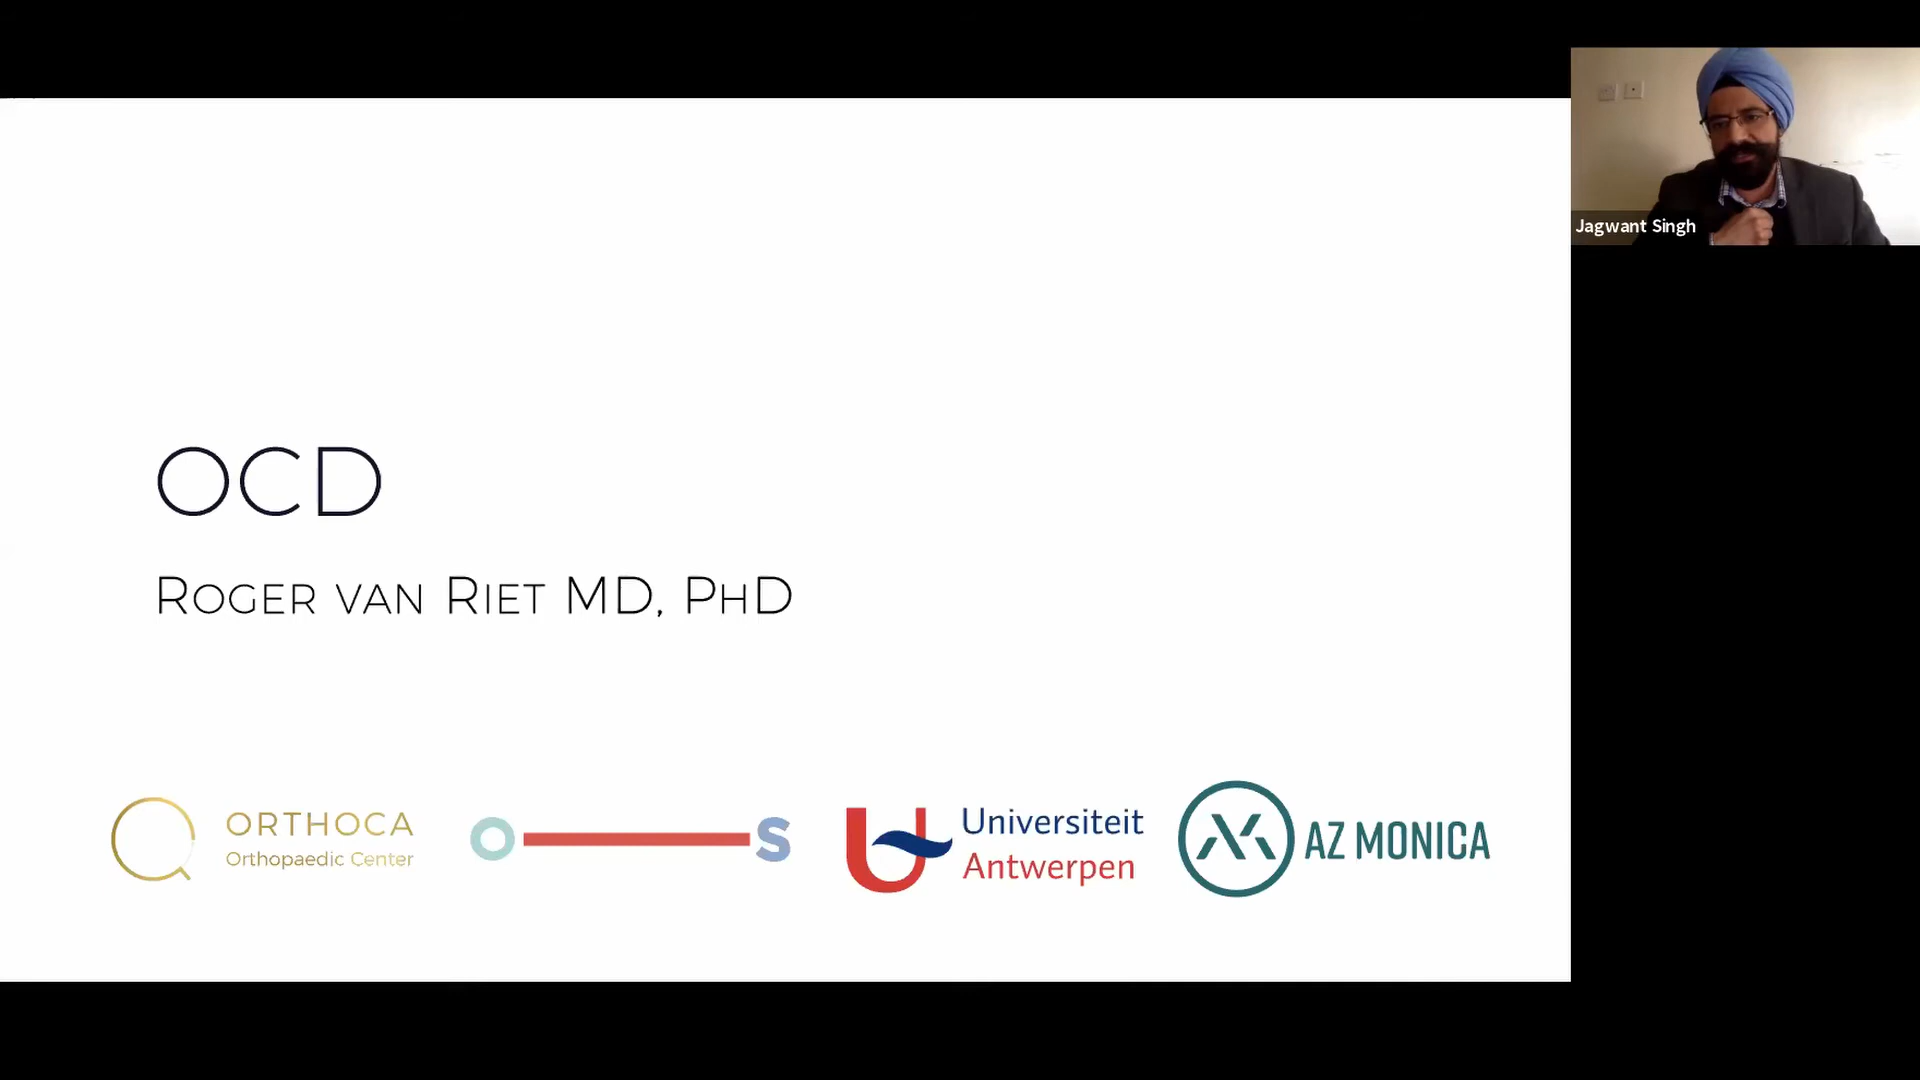 OCD
ROGER VAN RIET MD, PHD
ORTHOCA
Orthopaedic Center
O S
Universiteit
Antwerpen
AZ MONICA
Jagwant Singh